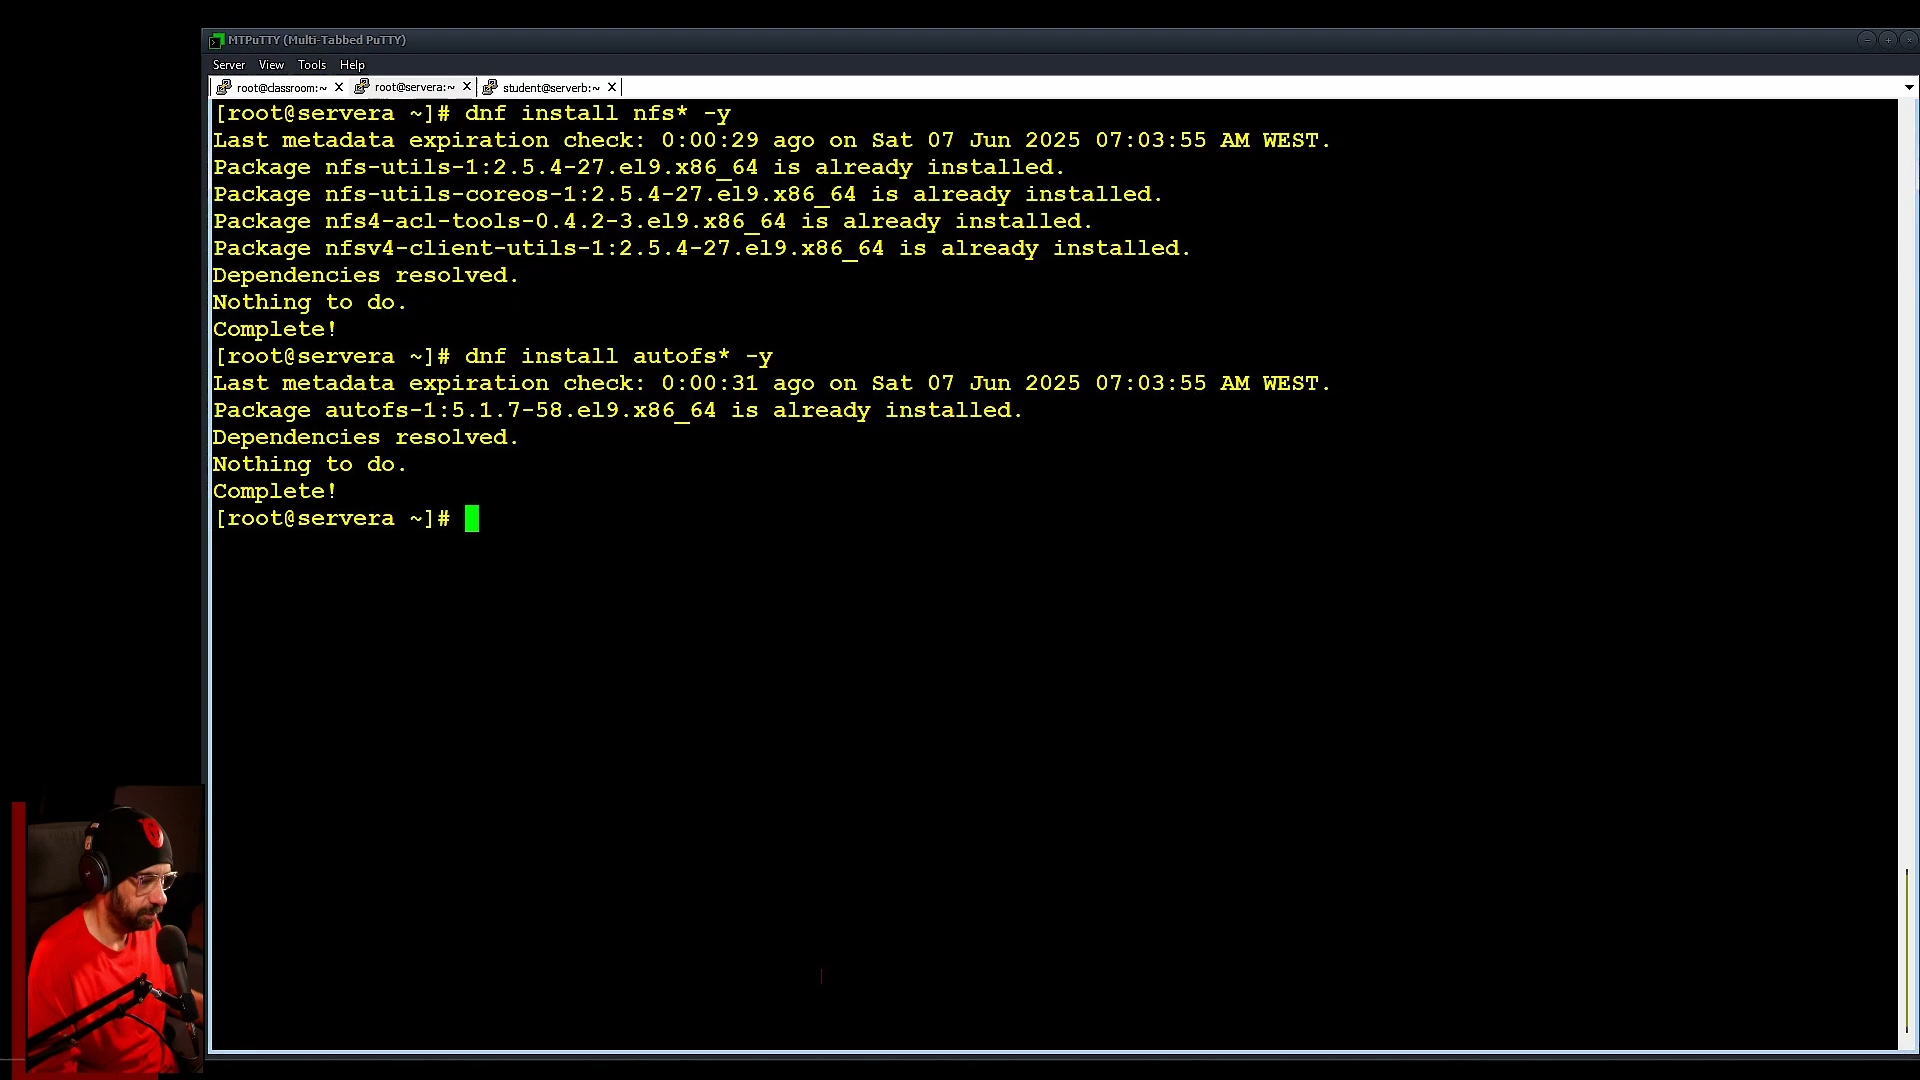 MTPuTTY (Multi-Tabbed PuTTY)
Server View Tools Help
root@classroom:~ root@servera:~ student@serverb:~
[root@servera ~]# dnf install nfs* -y
Last metadata expiration check: 0:00:29 ago on Sat 07 Jun 2025 07:03:55 AM WEST.
Package nfs-utils-1:2.5.4-27.el9.x86_64 is already installed.
Package nfs-utils-coreos-1:2.5.4-27.el9.x86_64 is already installed.
Package nfs4-acl-tools-0.4.2-3.el9.x86_64 is already installed.
Package nfsv4-client-utils-1:2.5.4-27.el9.x86_64 is already installed.
Dependencies resolved.
Nothing to do.
Complete!
[root@servera ~]# dnf install autofs* -y
Last metadata expiration check: 0:00:31 ago on Sat 07 Jun 2025 07:03:55 AM WEST.
Package autofs-1:5.1.7-58.el9.x86_64 is already installed.
Dependencies resolved.
Nothing to do.
Complete!
[root@servera ~]#